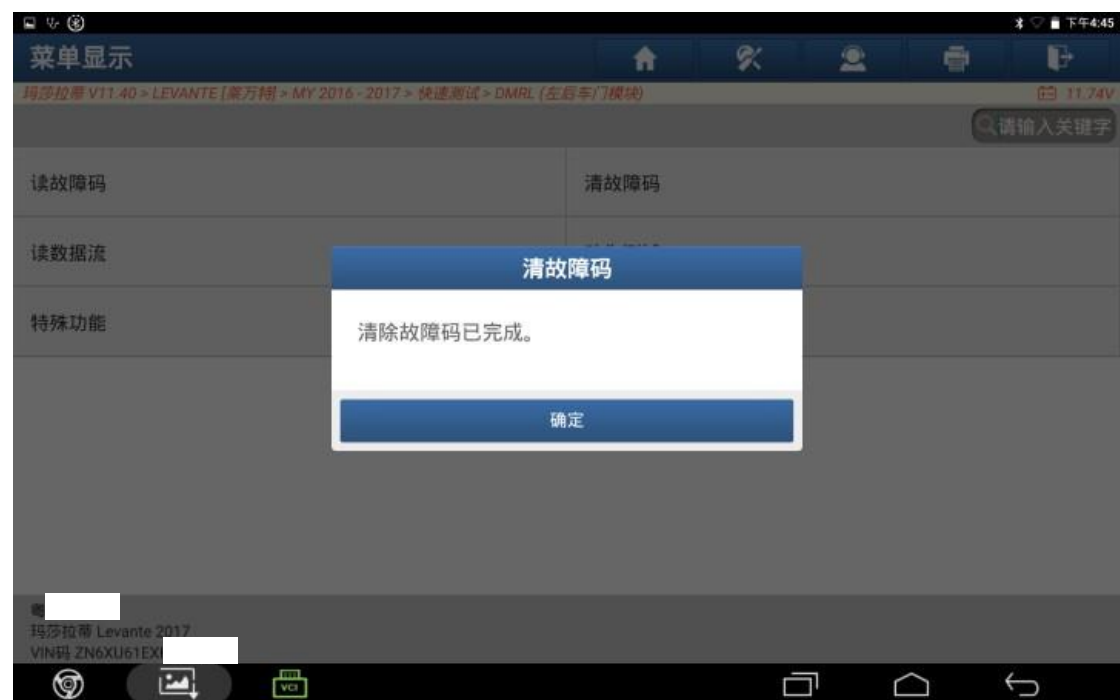 下午4:45
菜单显示
玛莎拉蒂 V11.40 > LEVANTE [莱万特] > MY 2016 - 2017 > 快速测试 > DMRL (左后车门模块)
11.74V
请输入关键字
读故障码
清故障码
读数据流
特殊功能
清故障码
清除故障码已完成。
确定
粤
玛莎拉蒂 Levante 2017
VIN码 ZN6XU61EX
VCI